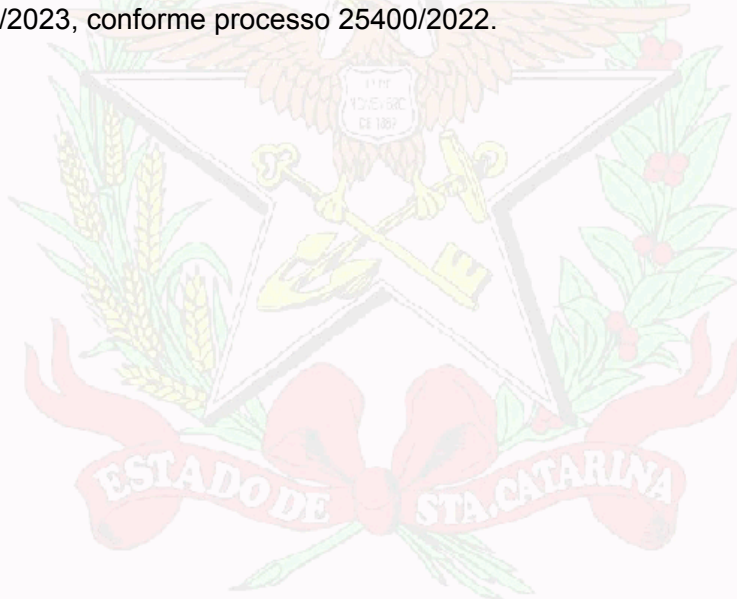 /2023, conforme processo 25400/2022.
ESTADO DE STA. CATARINA